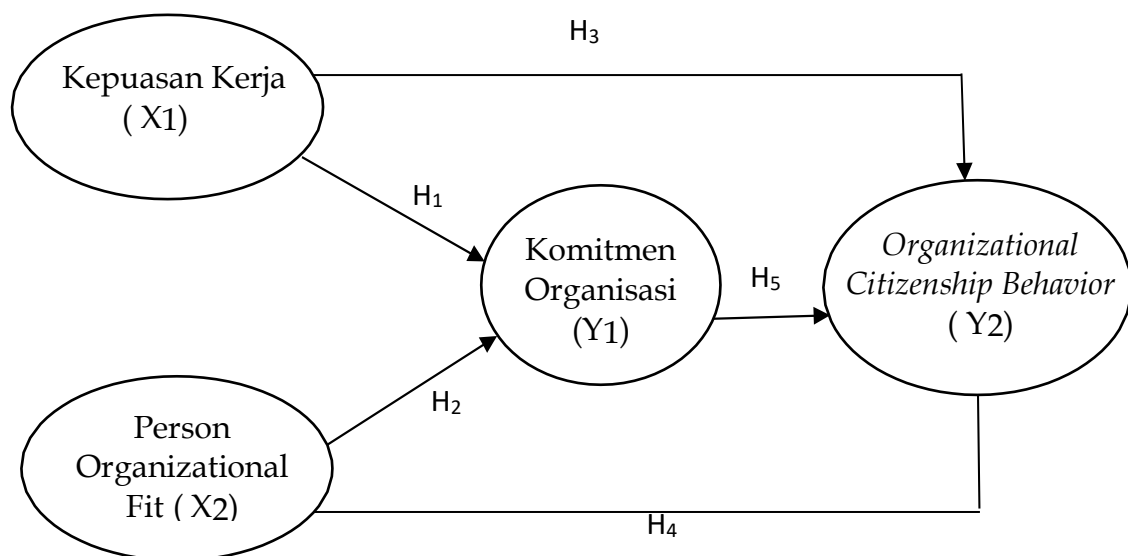 H₃
Kepuasan Kerja
( X1)
H₁
Komitmen
Organisasi
(Y1)
H₅
Organizational
Citizenship Behavior
( Y2)
H₂
Person
Organizational
Fit ( X2)
H₄